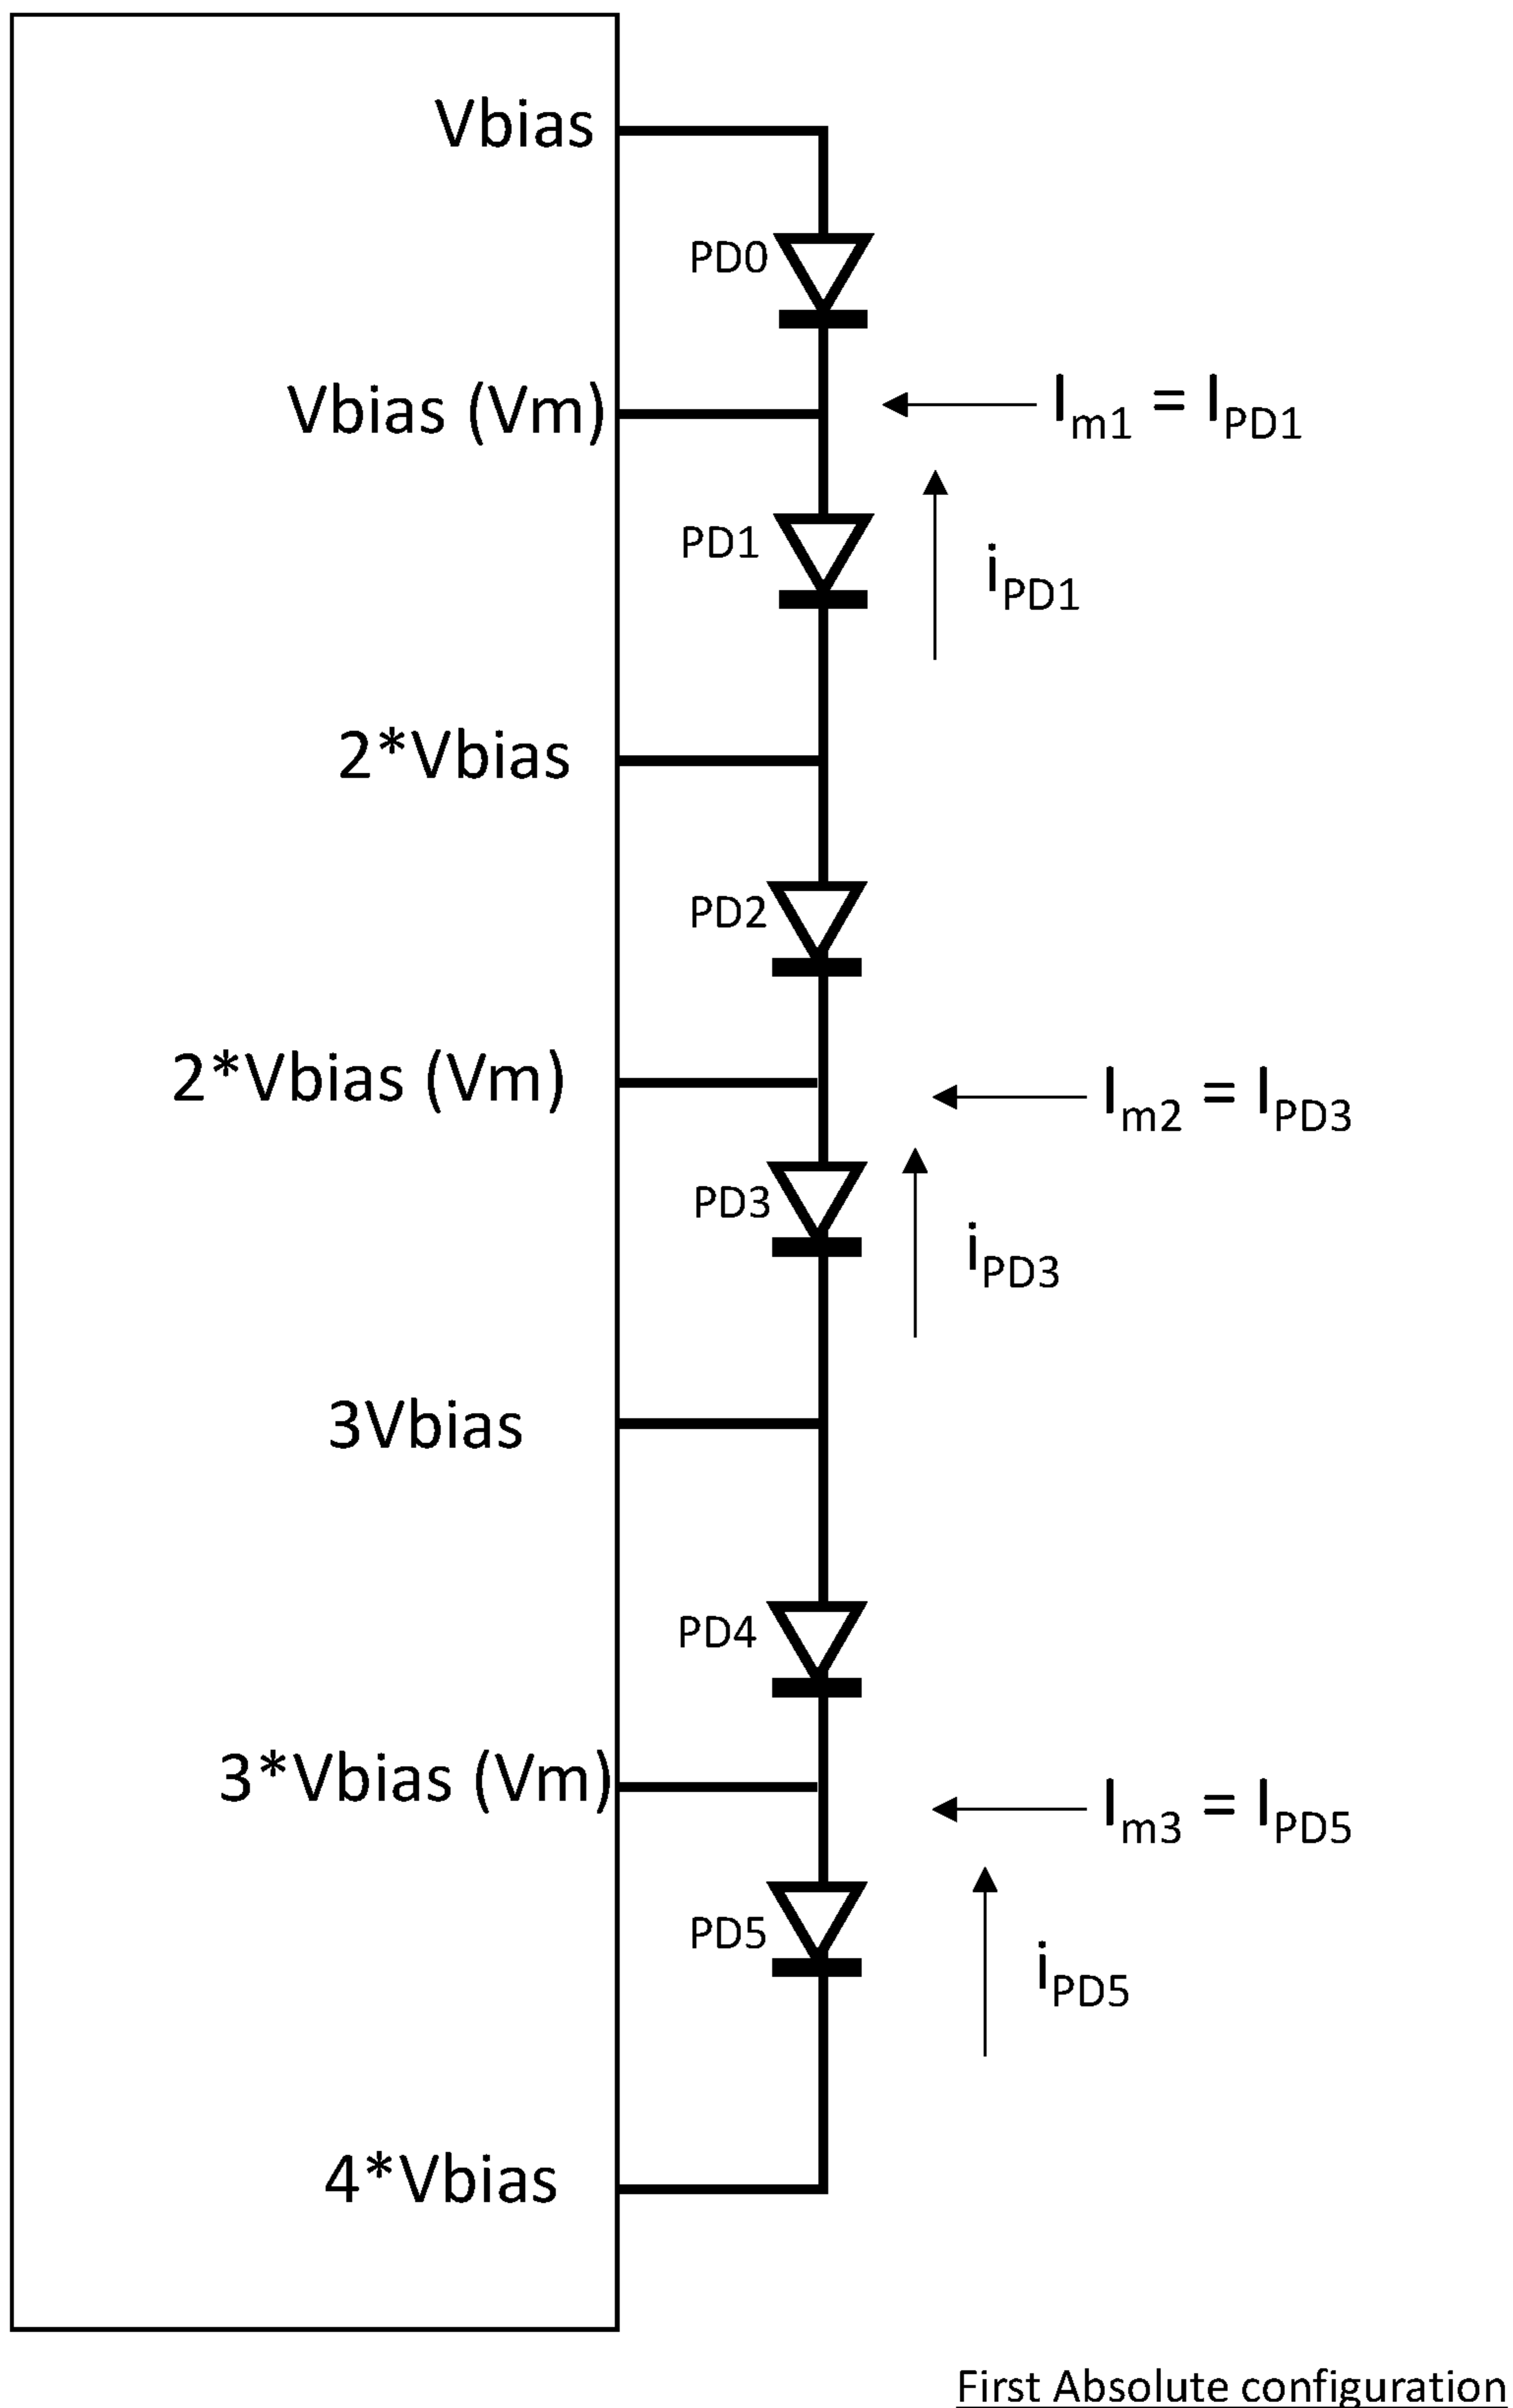 Vbias
PD0
Vbias (Vm)
Im1 = IPD1
PD1
iPD1
2*Vbias
PD2
2*Vbias (Vm)
Im2 = IPD3
PD3
iPD3
3Vbias
PD4
3*Vbias (Vm)
Im3 = IPD5
PD5
iPD5
4*Vbias
First Absolute configuration